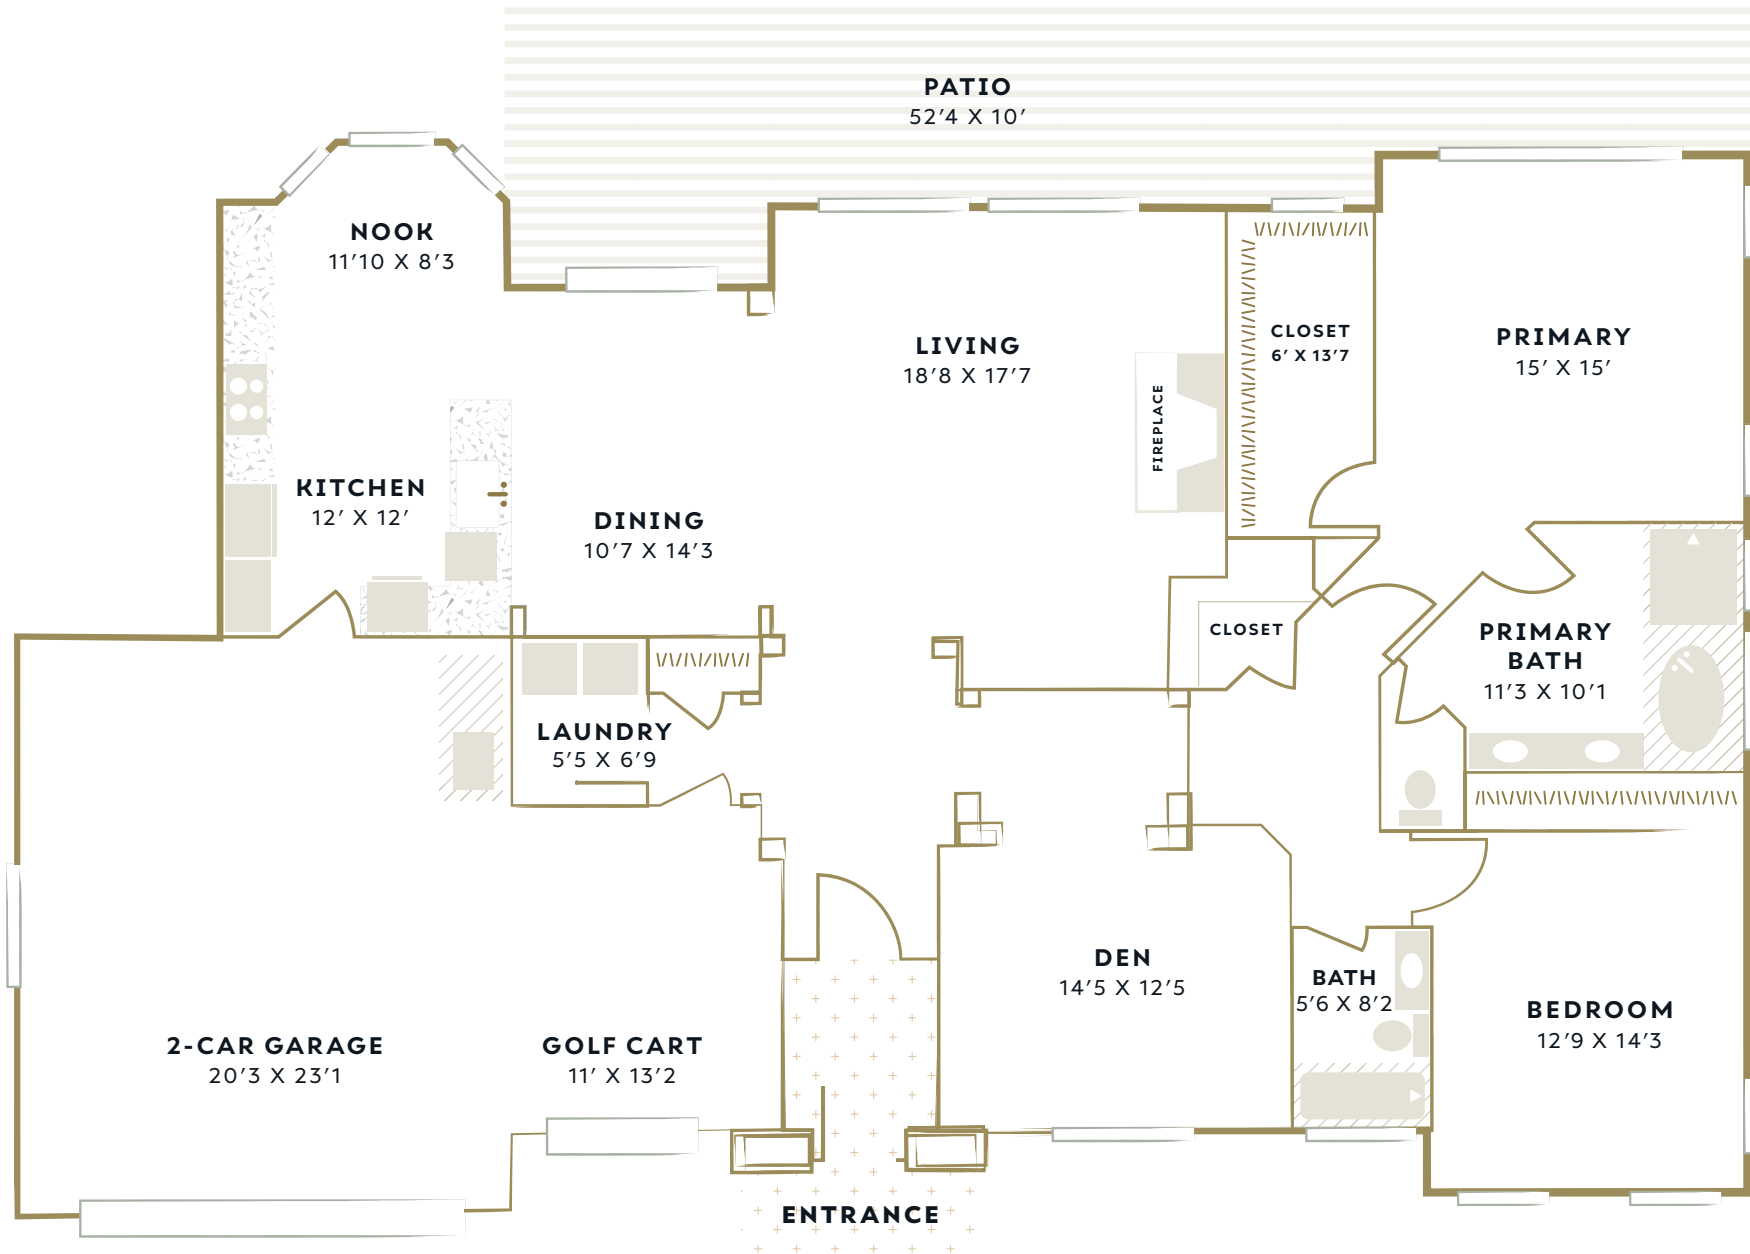 PATIO
52'4 X 10'
NOOK
11'10 X 8'3
LIVING
18'8 X 17'7
CLOSET
6' X 13'7
PRIMARY
15' X 15'
FIREPLACE
KITCHEN
12' X 12'
DINING
10'7 X 14'3
CLOSET
PRIMARY
BATH
11'3 X 10'1
LAUNDRY
5'5 X 6'9
DEN
14'5 X 12'5
BATH
5'6 X 8'2
BEDROOM
12'9 X 14'3
2-CAR GARAGE
20'3 X 23'1
GOLF CART
11' X 13'2
ENTRANCE